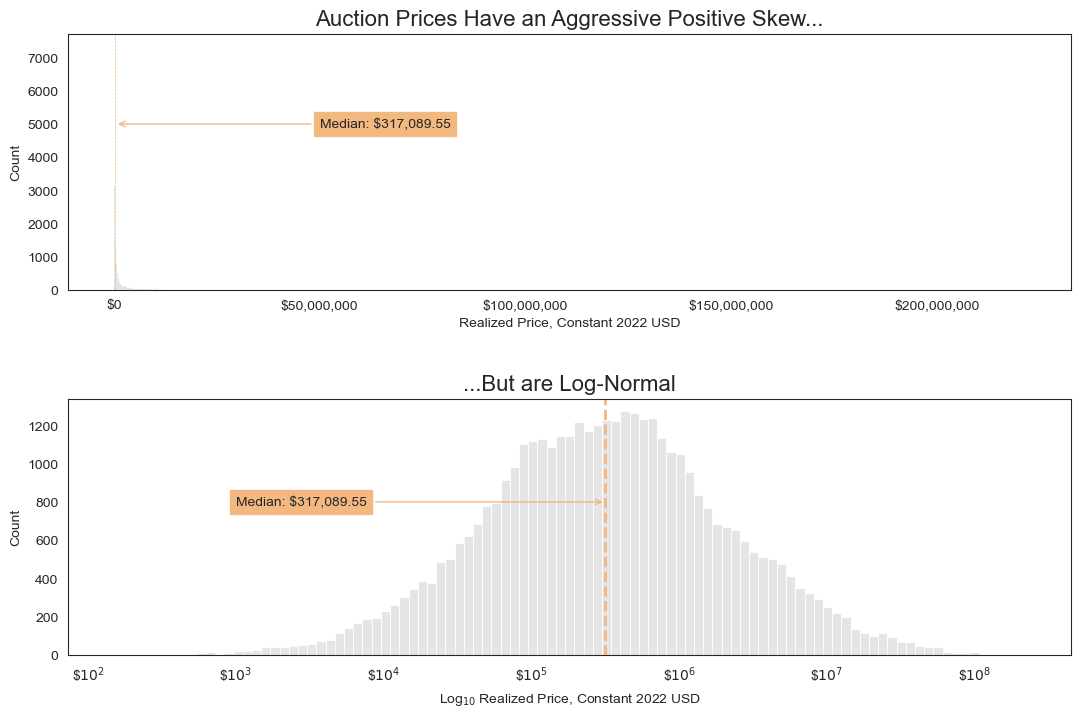 Auction Prices Have an Aggressive Positive Skew...
7000
6000
5000
4000
3000
2000
1000
0
Count
Median: $317,089.55
$0 $50,000,000 $100,000,000 $150,000,000 $200,000,000
Realized Price, Constant 2022 USD
...But are Log-Normal
1200
1000
800
600
400
200
0
Count
Median: $317,089.55
$10² $10³ $10⁴ $10⁵ $10⁶ $10⁷ $10⁸
Log₁₀ Realized Price, Constant 2022 USD